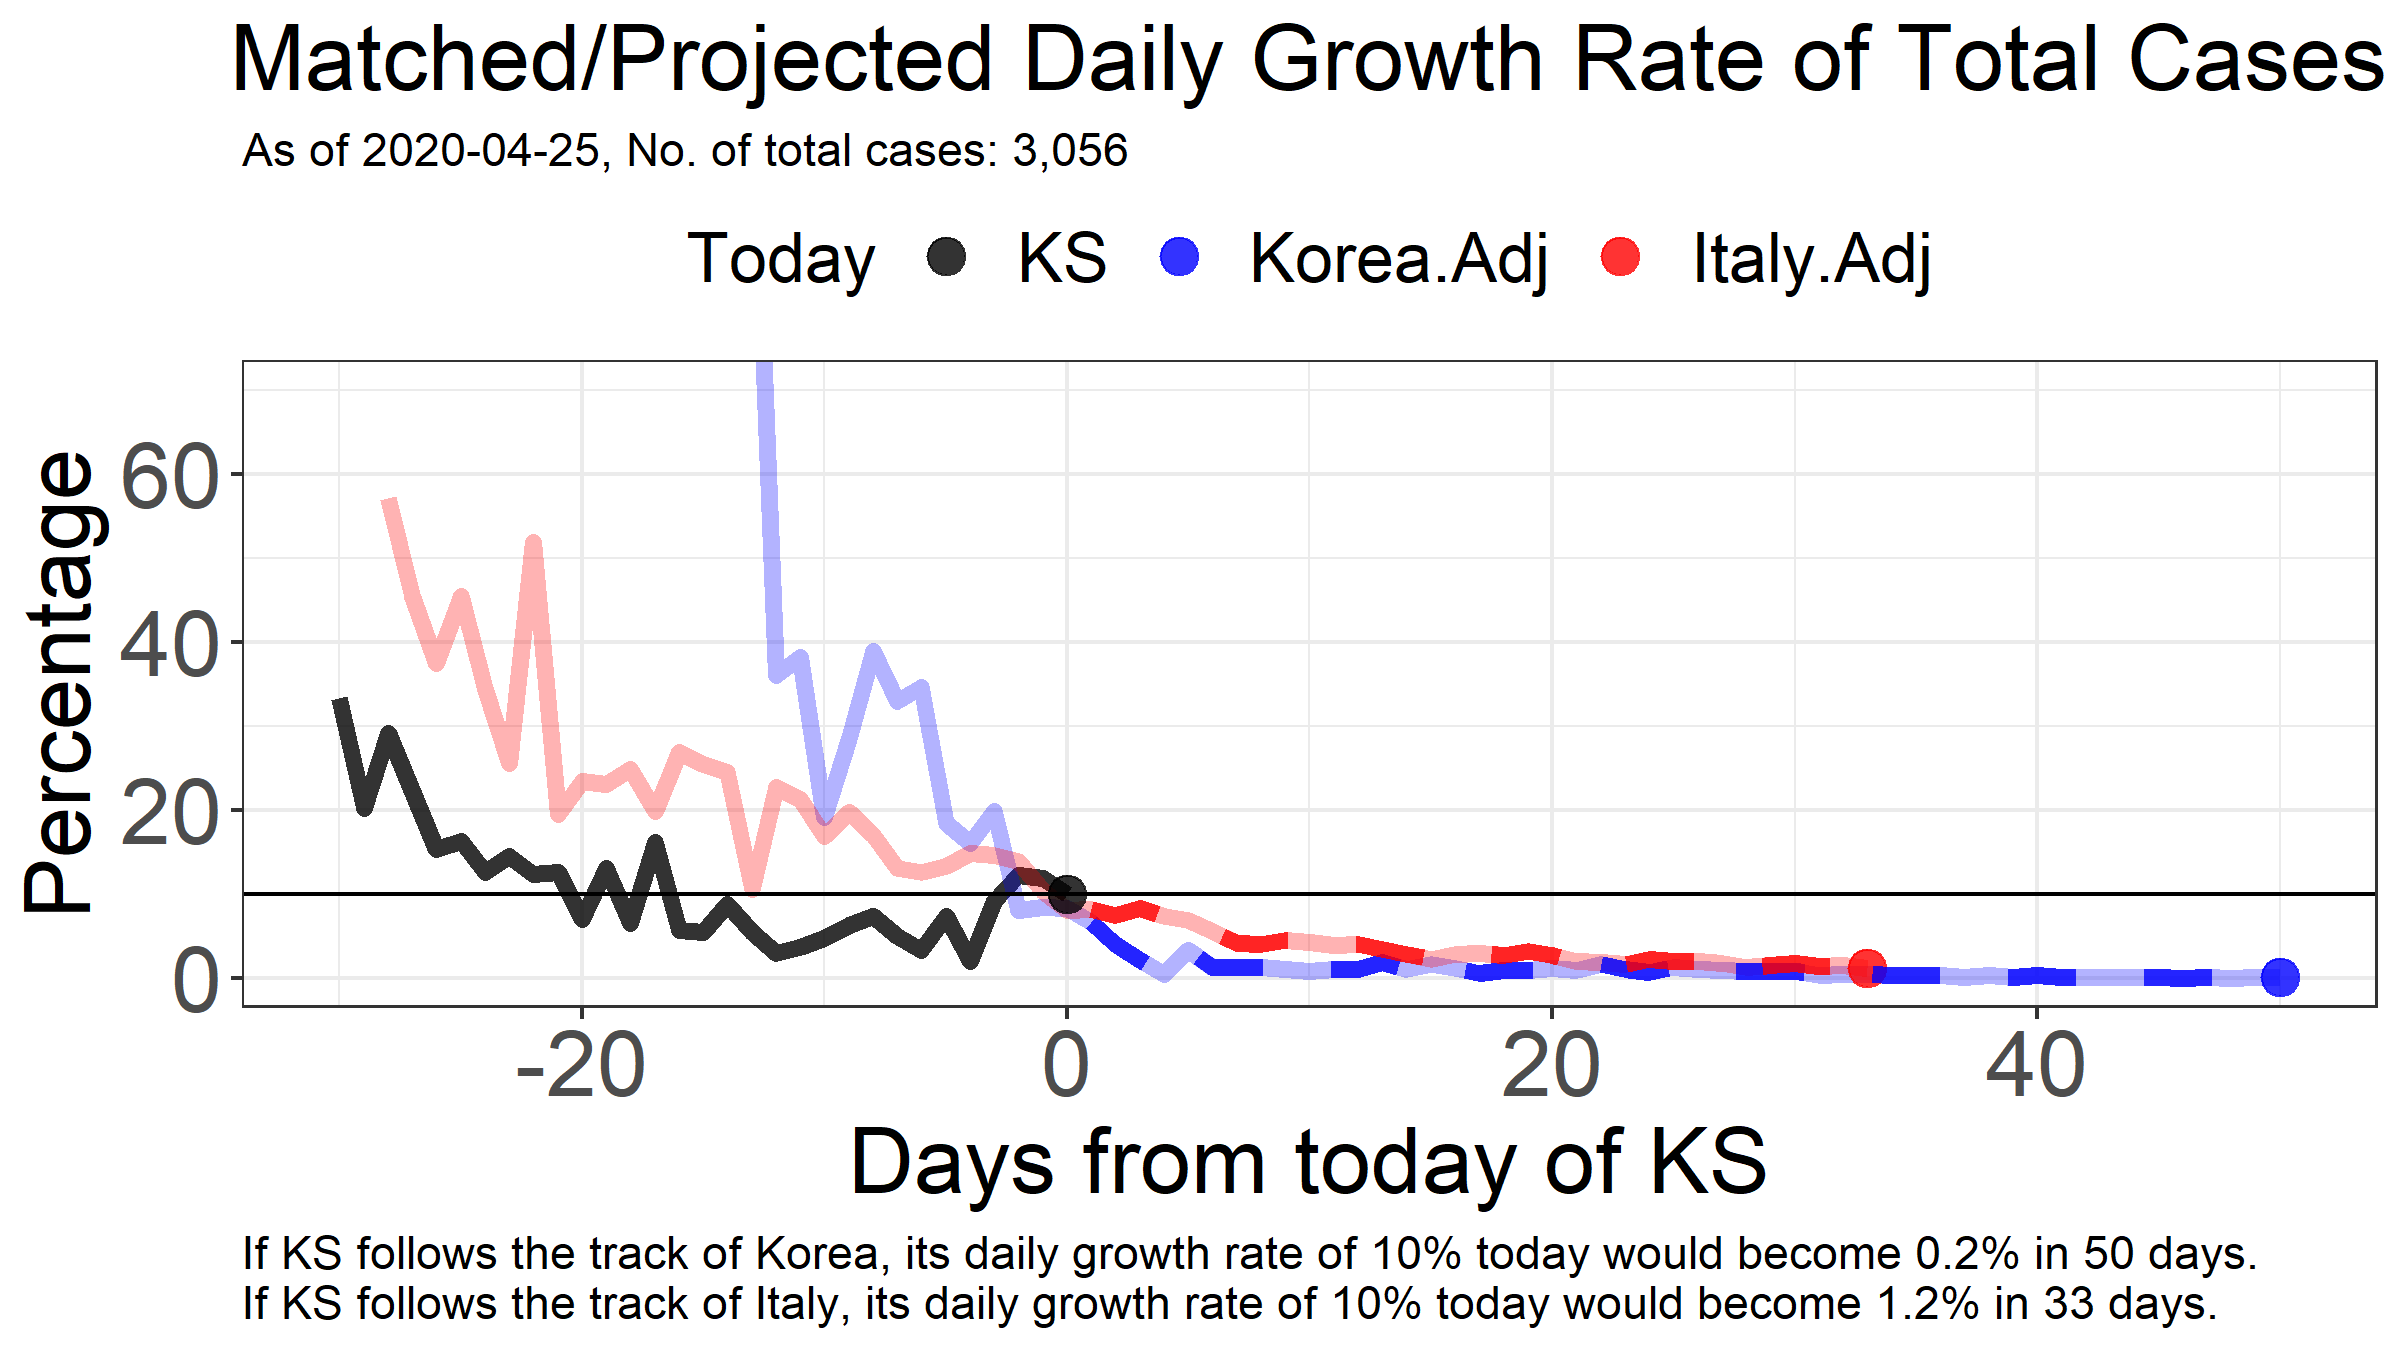 Matched/Projected Daily Growth Rate of Total Cases
As of 2020-04-25, No. of total cases: 3,056
Today KS Korea.Adj Italy.Adj
Percentage
60
40
20
0
-20 0 20 40
Days from today of KS
If KS follows the track of Korea, its daily growth rate of 10% today would become 0.2% in 50 days.
If KS follows the track of Italy, its daily growth rate of 10% today would become 1.2% in 33 days.